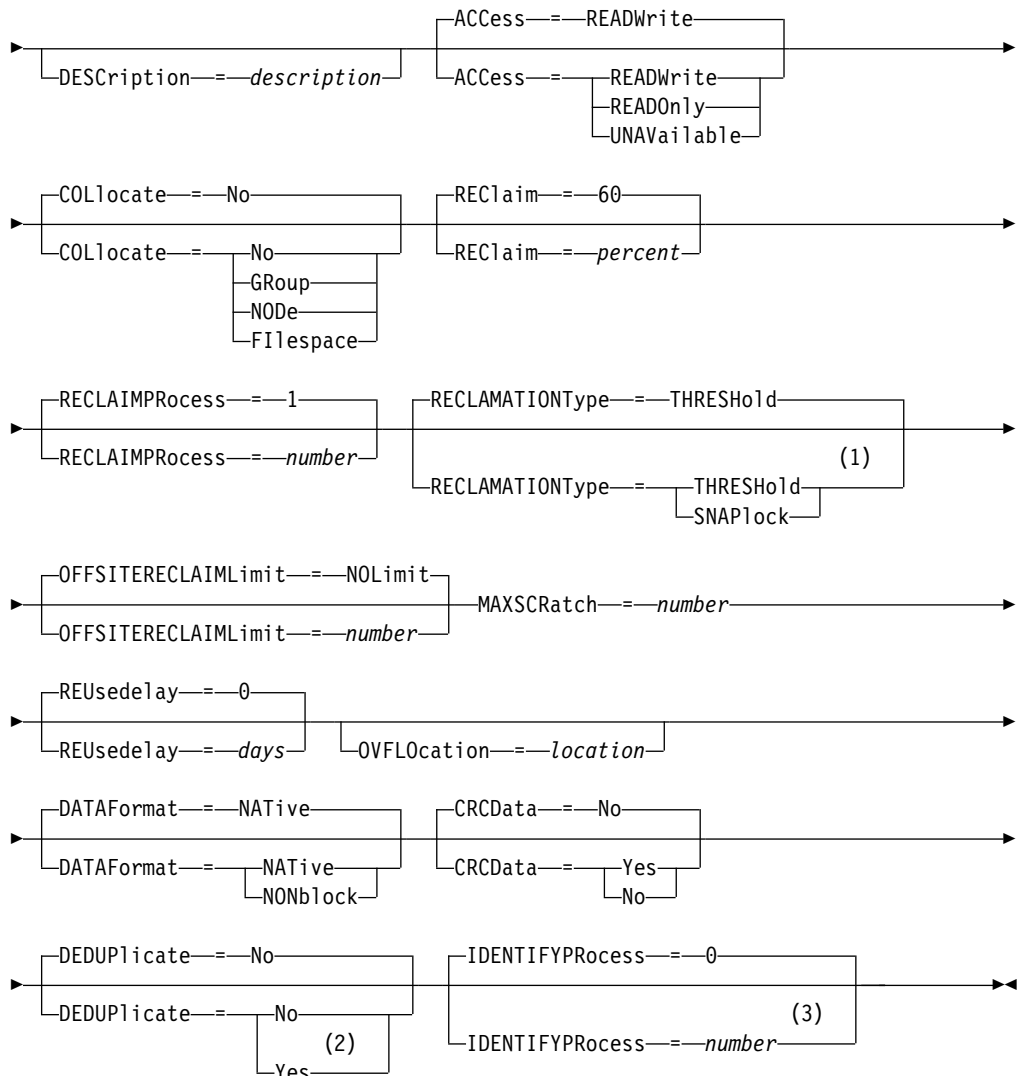 ACCess = READWrite
DESCription = description ACCess = READWrite
READOnly
UNAVailable
COLlocate = No REClaim = 60
COLlocate = No REClaim = percent
GRoup
NODe
FIlespace
RECLAIMPRocess = 1 RECLAMATIONType = THRESHold
(1)
RECLAIMPRocess = number RECLAMATIONType = THRESHold
SNAPlock
OFFSITERECLAIMLimit = NOLimit
MAXSCRatch = number
OFFSITERECLAIMLimit = number
REUsedelay = 0
REUsedelay = days OVFLOcation = location
DATAFormat = NATive CRCData = No
DATAFormat = NATive CRCData = Yes
NONblock No
DEDUPlicate = No IDENTIFYPRocess = 0
DEDUPlicate = No (3)
(2) IDENTIFYPRocess = number
Yes